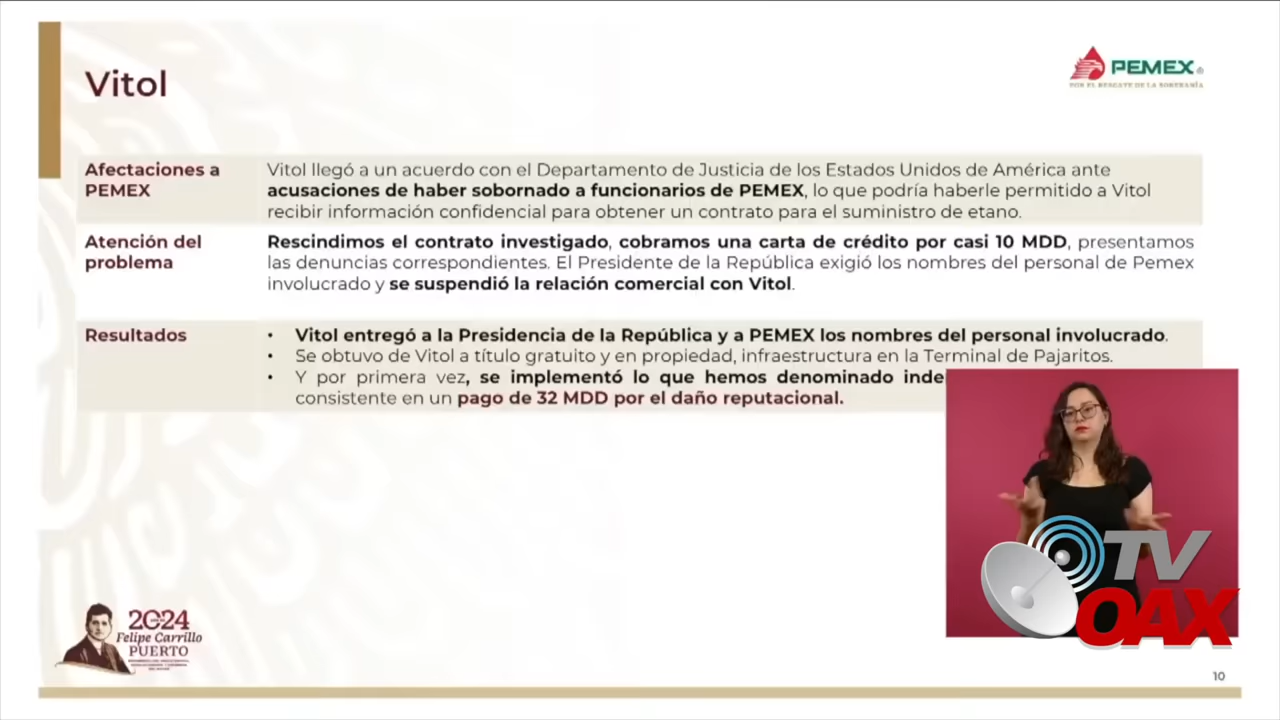 Vitol
PEMEX
POR EL RESCATE DE LA SOBERANÍA
Afectaciones a
PEMEX
Vitol llegó a un acuerdo con el Departamento de Justicia de los Estados Unidos de América ante
acusaciones de haber sobornado a funcionarios de PEMEX, lo que podría haberle permitido a Vitol
recibir información confidencial para obtener un contrato para el suministro de etano.
Atención del
problema
Rescindimos el contrato investigado, cobramos una carta de crédito por casi 10 MDD, presentamos
las denuncias correspondientes. El Presidente de la República exigió los nombres del personal de Pemex
involucrado y se suspendió la relación comercial con Vitol.
Resultados
• Vitol entregó a la Presidencia de la República y a PEMEX los nombres del personal involucrado.
• Se obtuvo de Vitol a título gratuito y en propiedad, infraestructura en la Terminal de Pajaritos.
• Y por primera vez, se implementó lo que hemos denominado inde
consistente en un pago de 32 MDD por el daño reputacional.
TV
OAX
2024
Felipe Carrillo
PUERTO
10